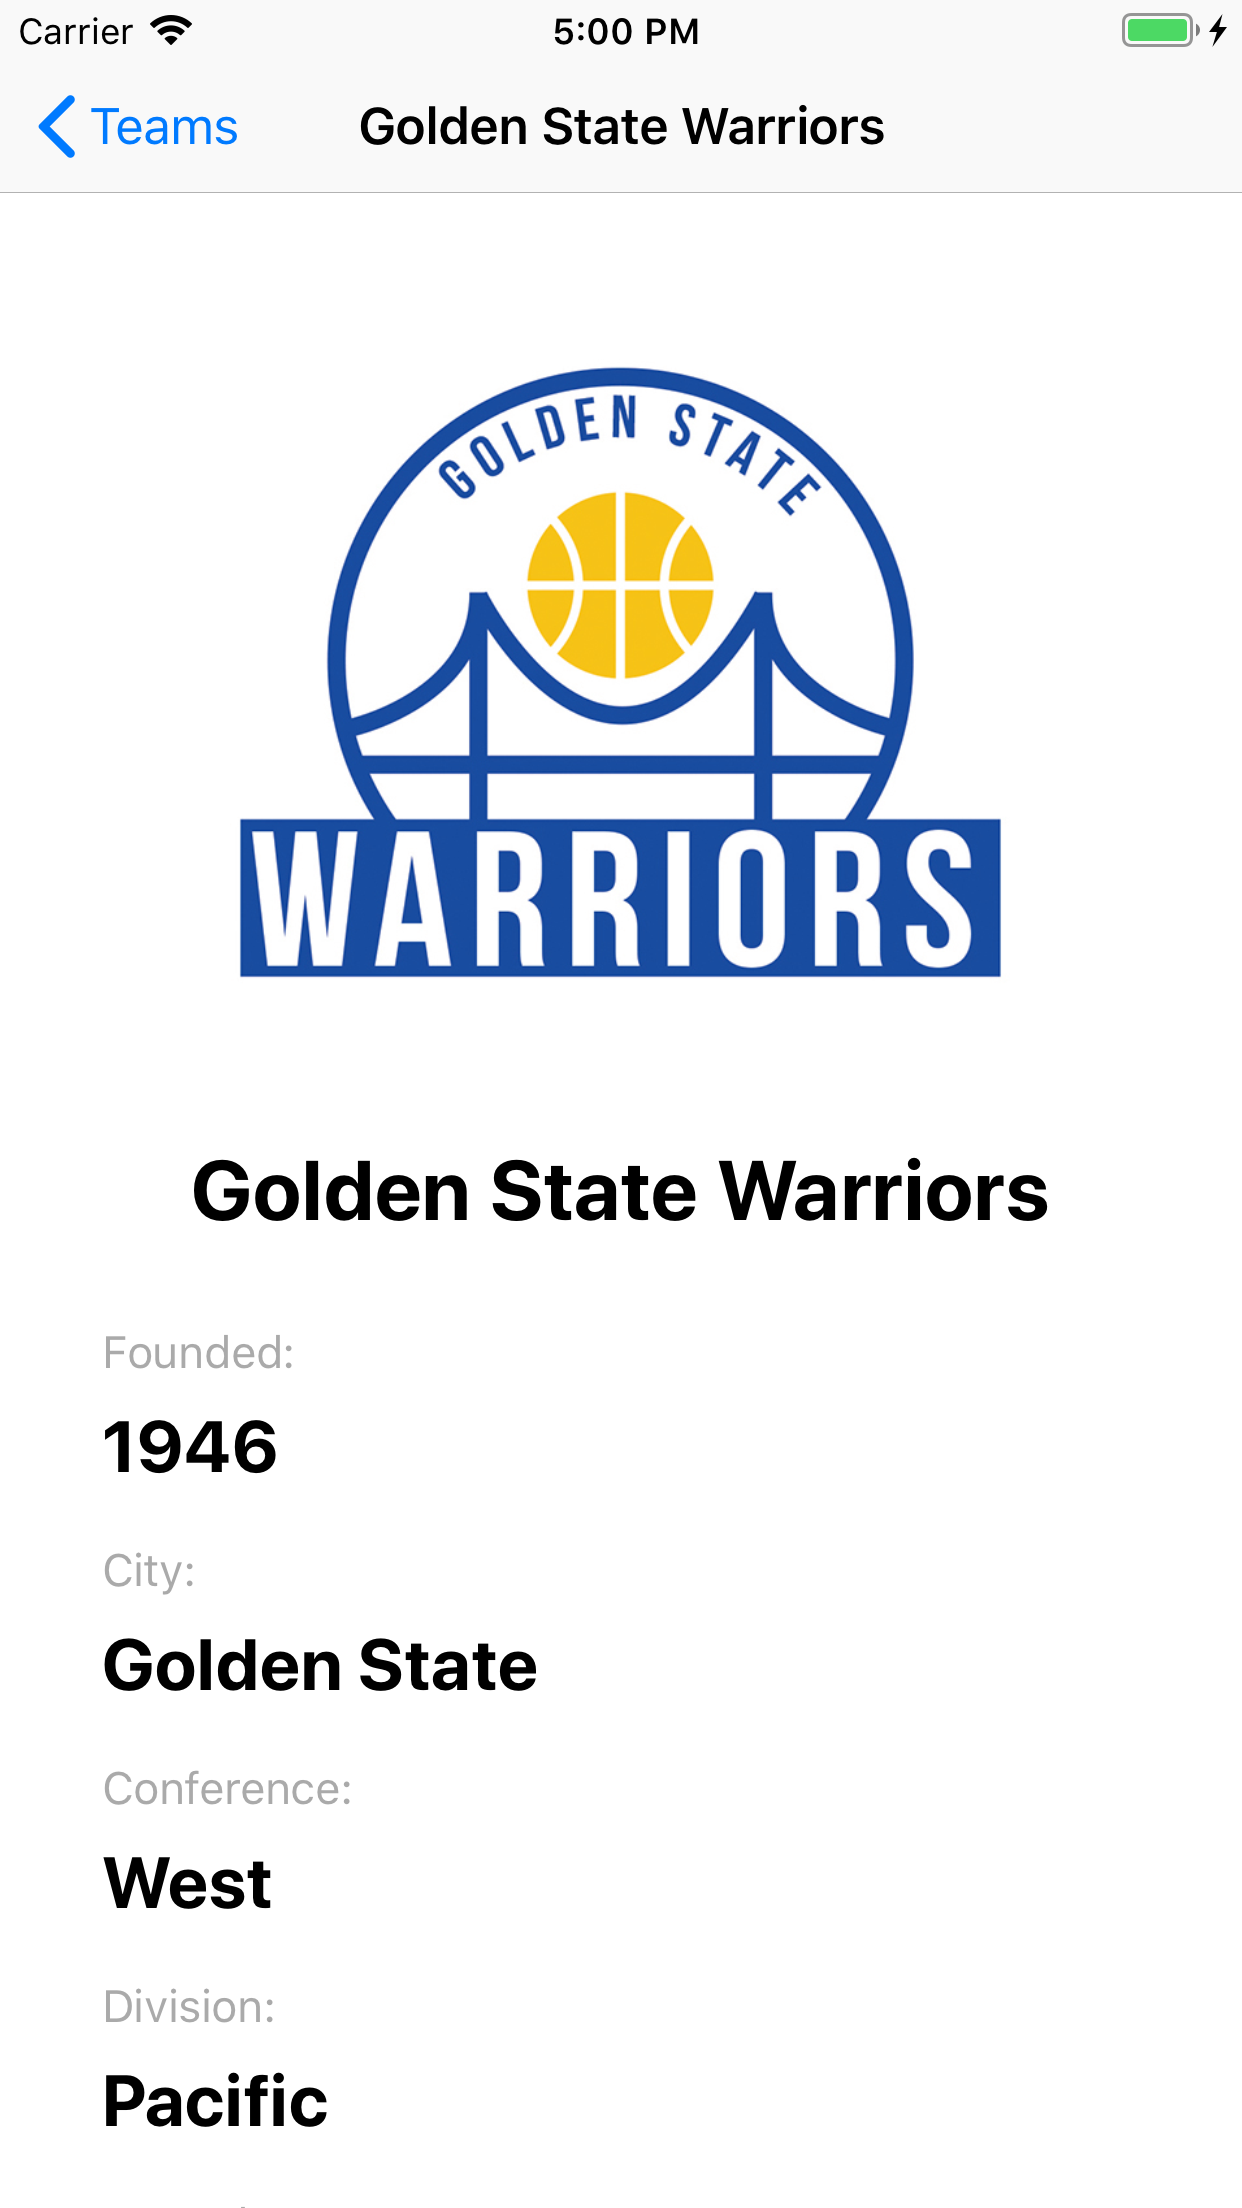 Carrier 5:00 PM
Teams Golden State Warriors
GOLDEN STATE
WARRIORS
Golden State Warriors
Founded:
1946
City:
Golden State
Conference:
West
Division:
Pacific